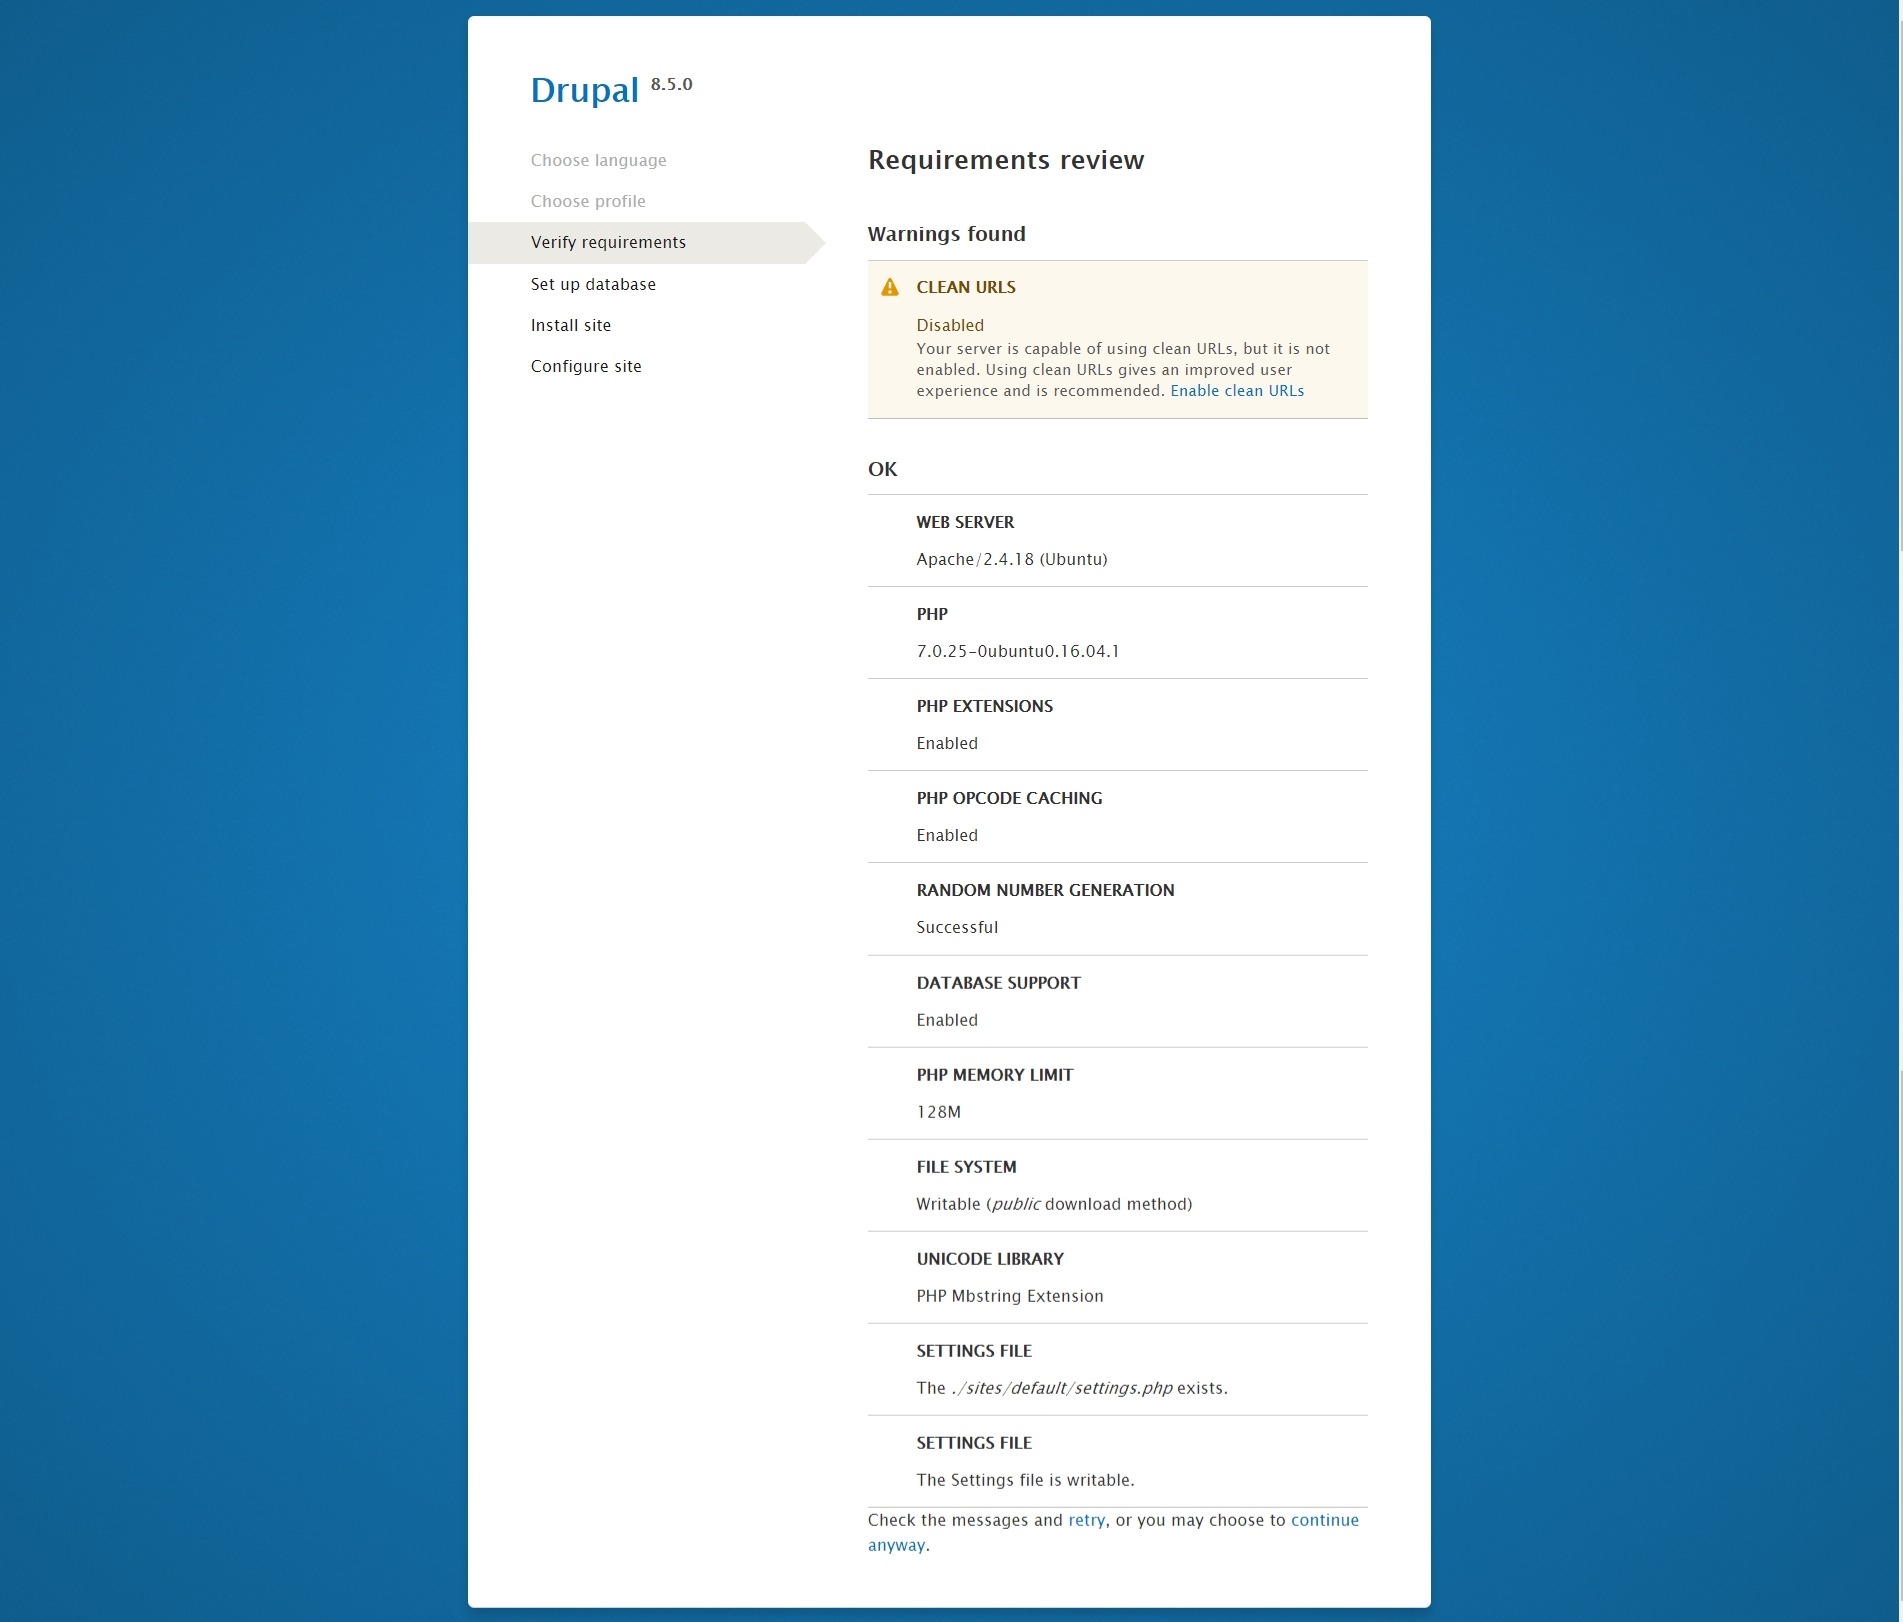 Drupal 8.5.0
Choose language
Choose profile
Verify requirements
Set up database
Install site
Configure site
Requirements review
Warnings found
CLEAN URLS
Disabled
Your server is capable of using clean URLs, but it is not
enabled. Using clean URLs gives an improved user
experience and is recommended. Enable clean URLs
OK
WEB SERVER
Apache/2.4.18 (Ubuntu)
PHP
7.0.25-0ubuntu0.16.04.1
PHP EXTENSIONS
Enabled
PHP OPCODE CACHING
Enabled
RANDOM NUMBER GENERATION
Successful
DATABASE SUPPORT
Enabled
PHP MEMORY LIMIT
128M
FILE SYSTEM
Writable (public download method)
UNICODE LIBRARY
PHP Mbstring Extension
SETTINGS FILE
The ./sites/default/settings.php exists.
SETTINGS FILE
The Settings file is writable.
Check the messages and retry, or you may choose to continue
anyway.